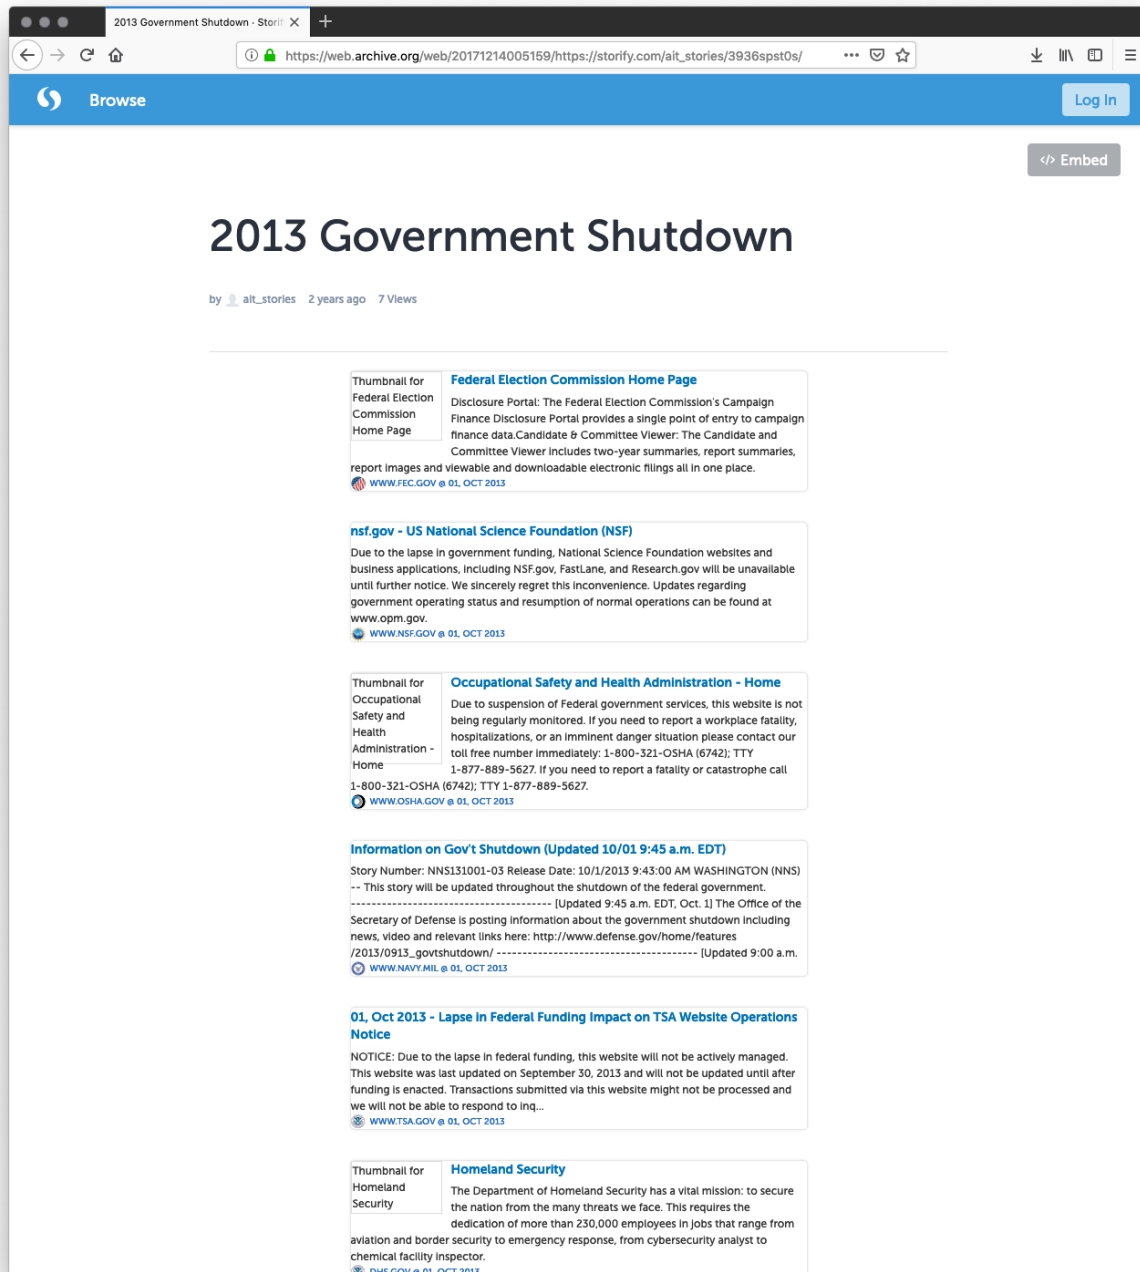 2013 Government Shutdown · Stori
https://web.archive.org/web/20171214005159/https://storify.com/ait_stories/3936spst0s/
Browse
Log In
</> Embed
2013 Government Shutdown
by ait_stories 2 years ago 7 Views
Thumbnail for
Federal Election
Commission
Home Page
Federal Election Commission Home Page
Disclosure Portal: The Federal Election Commission's Campaign
Finance Disclosure Portal provides a single point of entry to campaign
finance data.Candidate & Committee Viewer: The Candidate and
Committee Viewer includes two-year summaries, report summaries,
report images and viewable and downloadable electronic filings all in one place.
WWW.FEC.GOV @ 01, OCT 2013
nsf.gov - US National Science Foundation (NSF)
Due to the lapse in government funding, National Science Foundation websites and
business applications, including NSF.gov, FastLane, and Research.gov will be unavailable
until further notice. We sincerely regret this inconvenience. Updates regarding
government operating status and resumption of normal operations can be found at
www.opm.gov.
WWW.NSF.GOV @ 01, OCT 2013
Thumbnail for
Occupational
Safety and
Health
Administration -
Home
Occupational Safety and Health Administration - Home
Due to suspension of Federal government services, this website is not
being regularly monitored. If you need to report a workplace fatality,
hospitalizations, or an imminent danger situation please contact our
toll free number immediately: 1-800-321-OSHA (6742); TTY
1-877-889-5627. If you need to report a fatality or catastrophe call
1-800-321-OSHA (6742); TTY 1-877-889-5627.
WWW.OSHA.GOV @ 01, OCT 2013
Information on Gov't Shutdown (Updated 10/01 9:45 a.m. EDT)
Story Number: NNS131001-03 Release Date: 10/1/2013 9:43:00 AM WASHINGTON (NNS)
-- This story will be updated throughout the shutdown of the federal government.
--------------------------------------- [Updated 9:45 a.m. EDT, Oct. 1] The Office of the
Secretary of Defense is posting information about the government shutdown including
news, video and relevant links here: http://www.defense.gov/home/features
/2013/0913_govtshutdown/ --------------------------------------- [Updated 9:00 a.m.
WWW.NAVY.MIL @ 01, OCT 2013
01, Oct 2013 - Lapse in Federal Funding Impact on TSA Website Operations
Notice
NOTICE: Due to the lapse in federal funding, this website will not be actively managed.
This website was last updated on September 30, 2013 and will not be updated until after
funding is enacted. Transactions submitted via this website might not be processed and
we will not be able to respond to inq...
WWW.TSA.GOV @ 01, OCT 2013
Thumbnail for
Homeland
Security
Homeland Security
The Department of Homeland Security has a vital mission: to secure
the nation from the many threats we face. This requires the
dedication of more than 230,000 employees in jobs that range from
aviation and border security to emergency response, from cybersecurity analyst to
chemical facility inspector.
DHS.GOV @ 01, OCT 2013